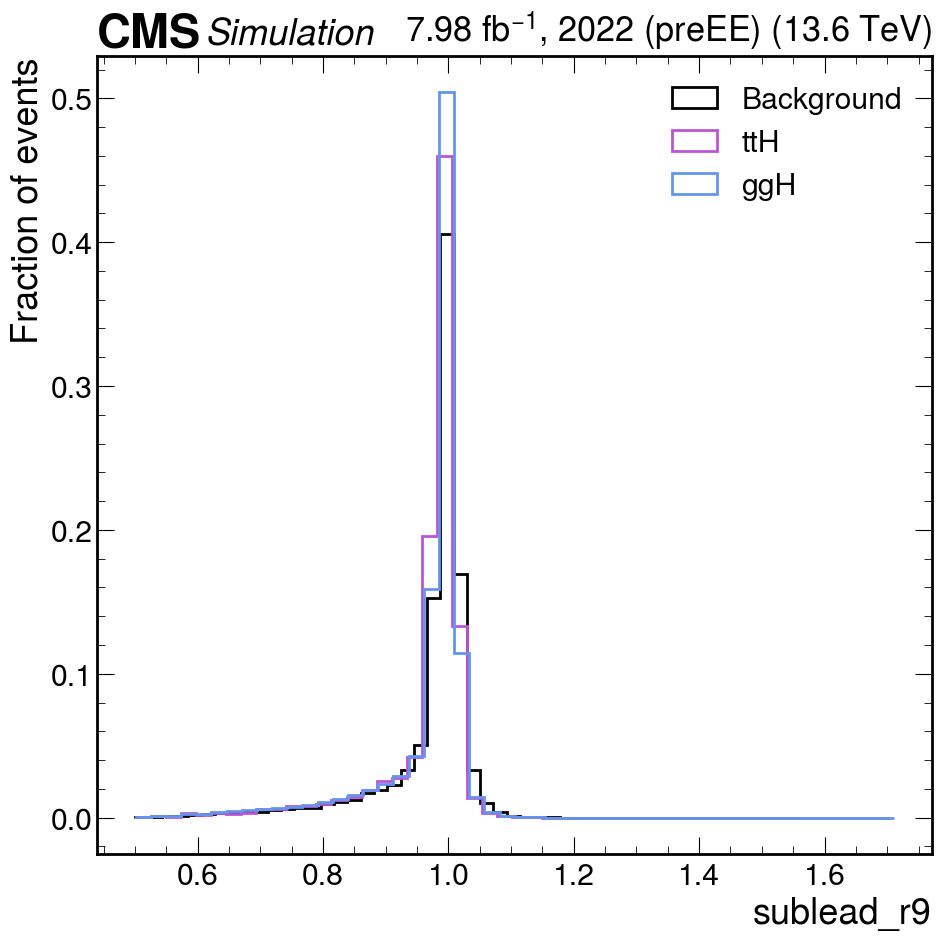 CMS Simulation 7.98 fb⁻¹, 2022 (preEE) (13.6 TeV)
Fraction of events
0.5
0.4
0.3
0.2
0.1
0.0
Background
ttH
ggH
0.6 0.8 1.0 1.2 1.4 1.6
sublead_r9